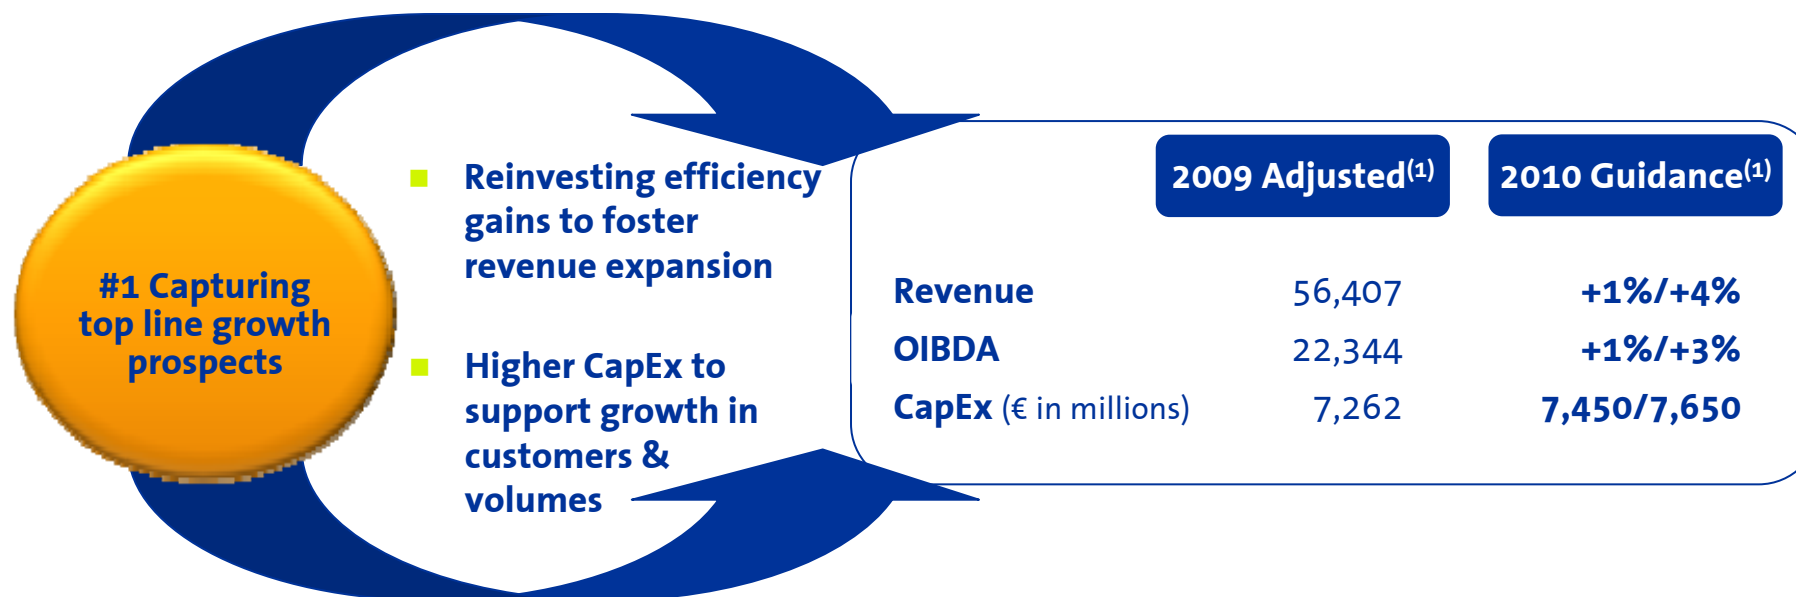 #1 Capturing
top line growth
prospects
Reinvesting efficiency
gains to foster
revenue expansion
Higher CapEx to
support growth in
customers &
volumes
2009 Adjusted(1) 2010 Guidance(1)
Revenue 56,407 +1%/+4%
OIBDA 22,344 +1%/+3%
CapEx (€ in millions) 7,262 7,450/7,650